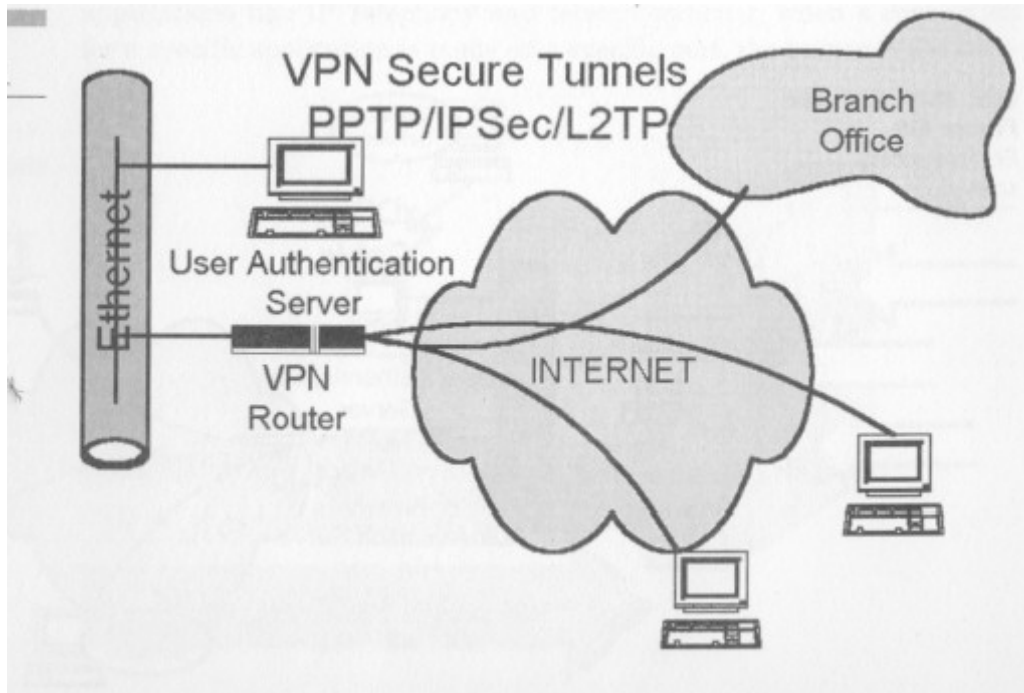 VPN Secure Tunnels
PPTP/IPSec/L2TP
Branch
Office
Ethernet
User Authentication
Server
INTERNET
VPN
Router